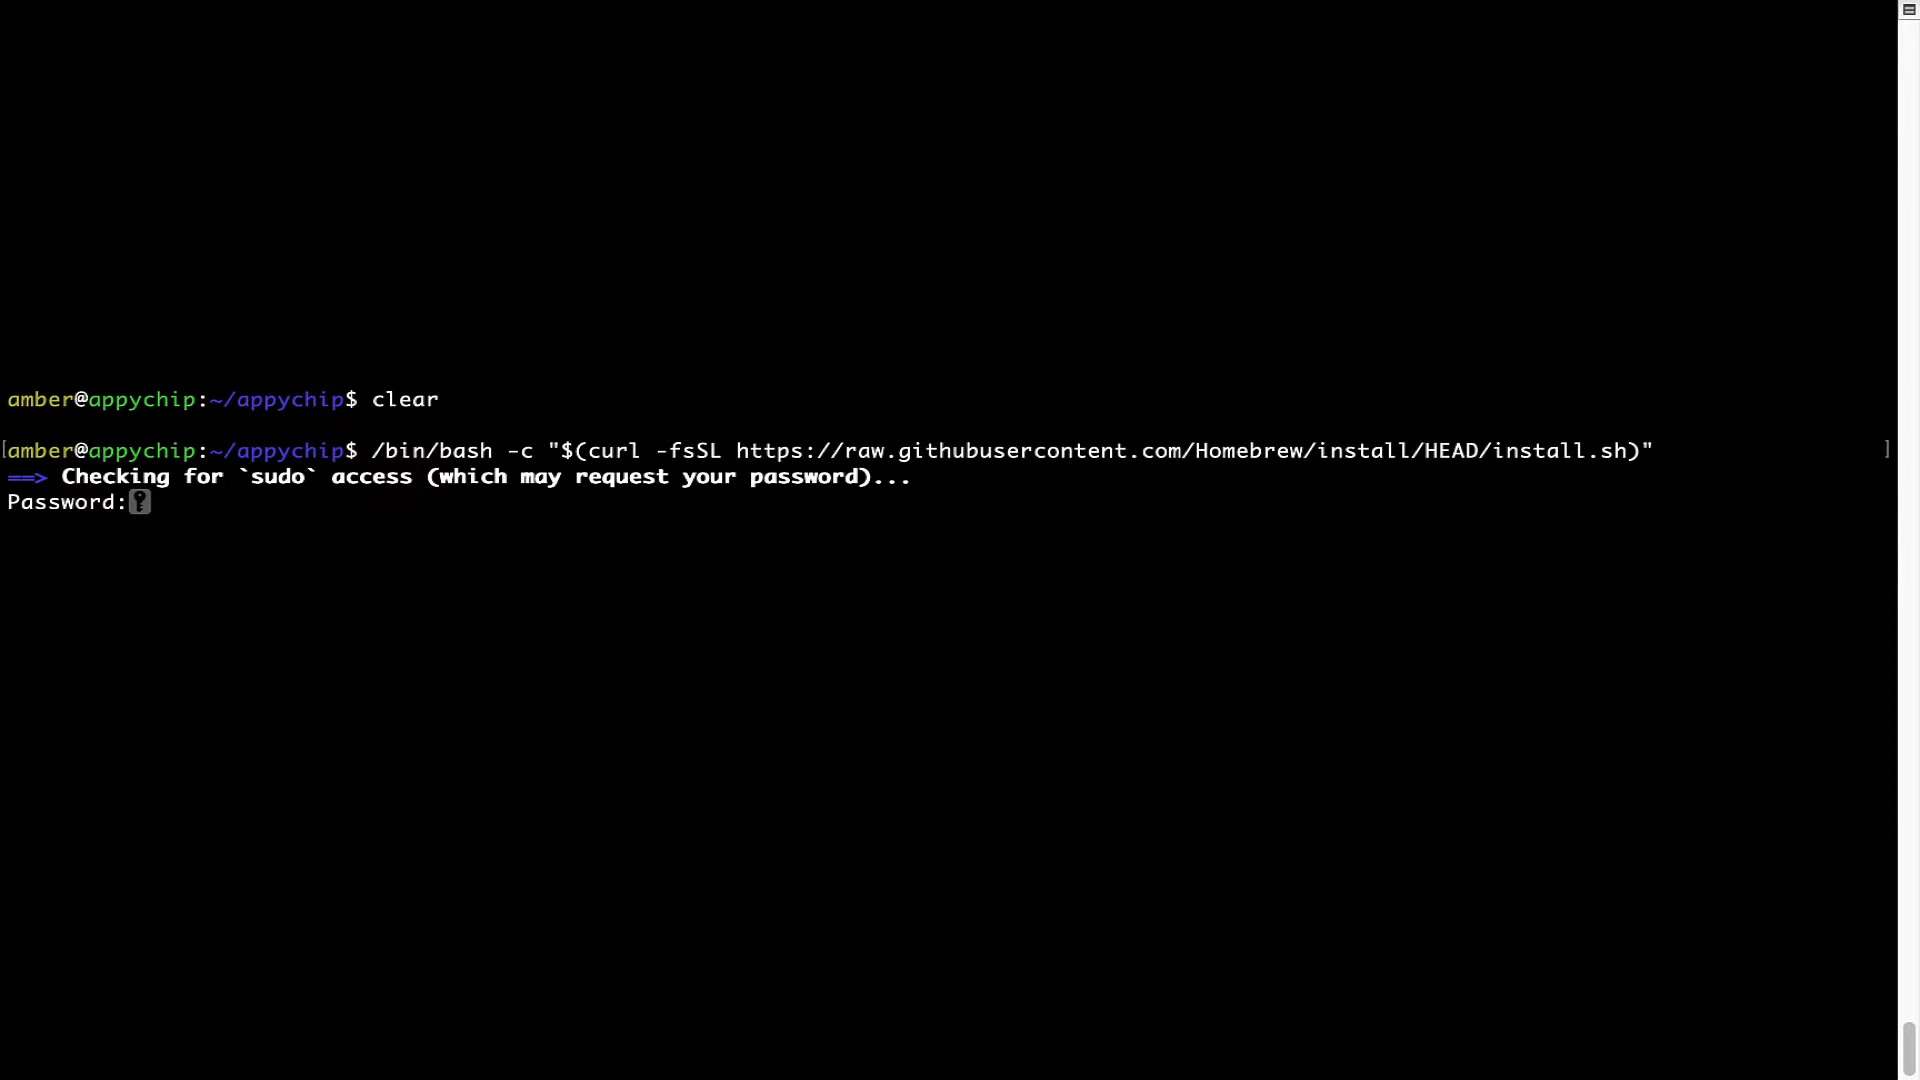 amber@appychip:~/appychip$ clear
[amber@appychip:~/appychip$ /bin/bash -c "$(curl -fsSL https://raw.githubusercontent.com/Homebrew/install/HEAD/install.sh)" ]
==> Checking for `sudo` access (which may request your password)...
Password: